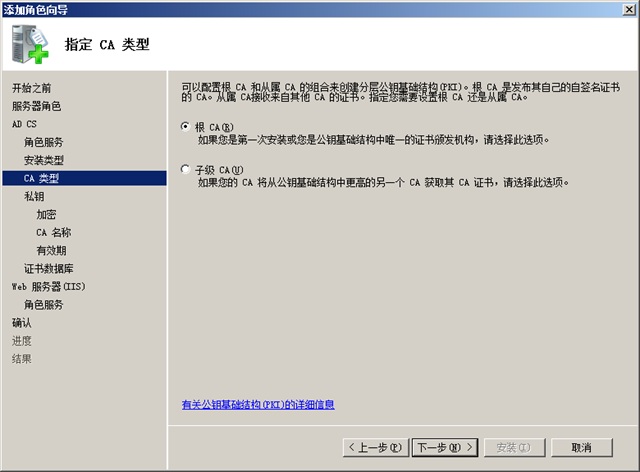 添加角色向导
指定 CA 类型
开始之前
服务器角色
AD CS
角色服务
安装类型
CA 类型
私钥
加密
CA 名称
有效期
证书数据库
Web 服务器(IIS)
角色服务
确认
进度
结果
可以配置根 CA 和从属 CA 的组合来创建分层公钥基础结构(PKI)。根 CA 是发布其自己的自签名证书
的 CA。从属 CA接收来自其他 CA 的证书。指定您需要设置根 CA 还是从属 CA。
根 CA(R)
如果您是第一次安装或您是公钥基础结构中唯一的证书颁发机构，请选择此选项。
子级 CA(U)
如果您的 CA 将从公钥基础结构中更高的另一个 CA 获取其 CA 证书，请选择此选项。
有关公钥基础结构(PKI)的详细信息
< 上一步(P) 下一步(N) > 安装(I) 取消